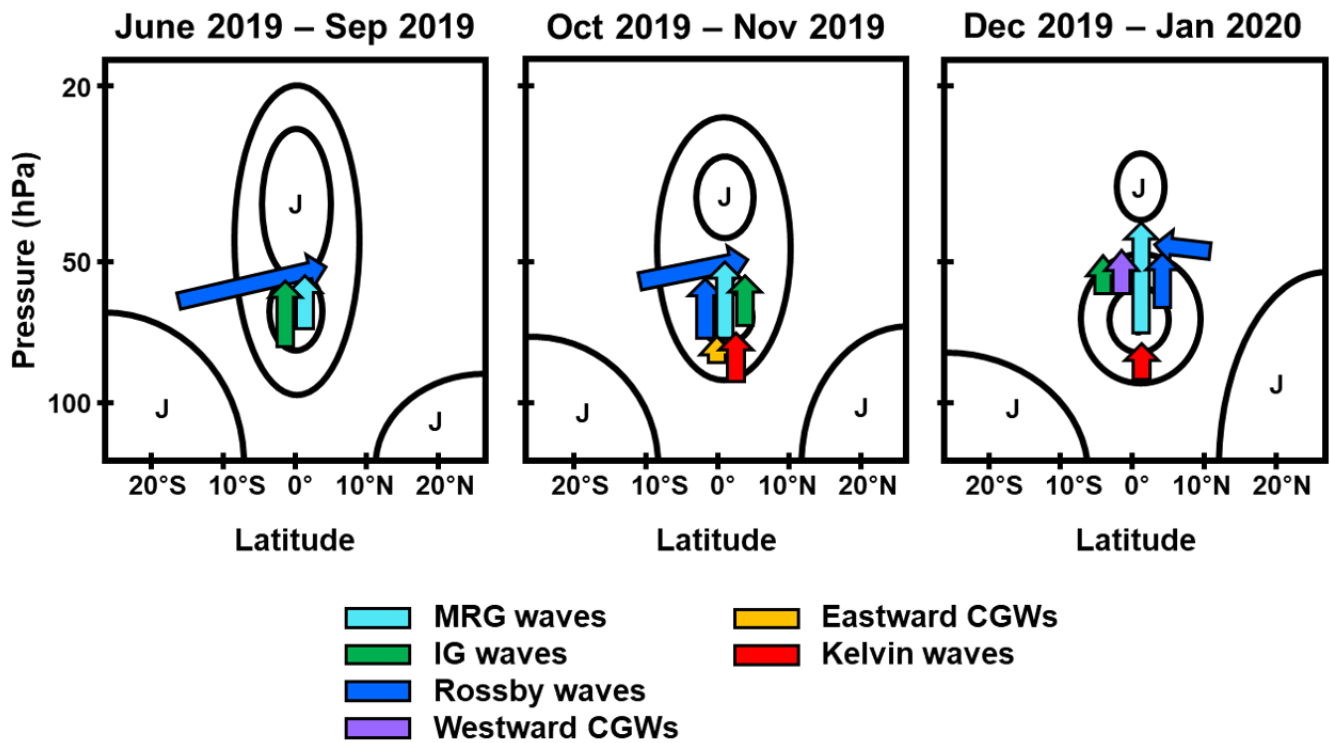 June 2019 – Sep 2019
Oct 2019 – Nov 2019
Dec 2019 – Jan 2020
Pressure (hPa)
20
50
100
J
J
J
20°S 10°S 0° 10°N 20°N
Latitude
J
J
J
20°S 10°S 0° 10°N 20°N
Latitude
J
J
J
20°S 10°S 0° 10°N 20°N
Latitude
MRG waves
IG waves
Rossby waves
Westward CGWs
Eastward CGWs
Kelvin waves